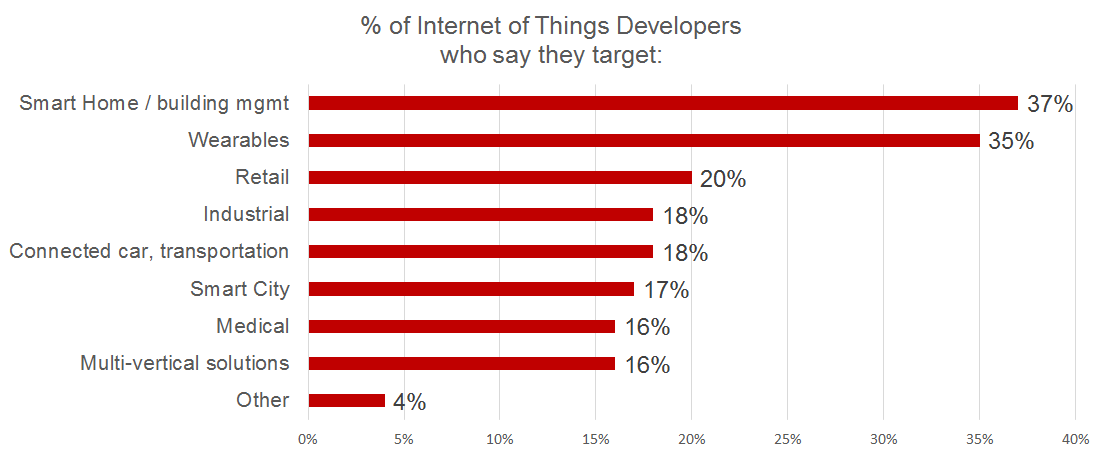 % of Internet of Things Developers
who say they target:
Smart Home / building mgmt 37%
Wearables 35%
Retail 20%
Industrial 18%
Connected car, transportation 18%
Smart City 17%
Medical 16%
Multi-vertical solutions 16%
Other 4%
0% 5% 10% 15% 20% 25% 30% 35% 40%